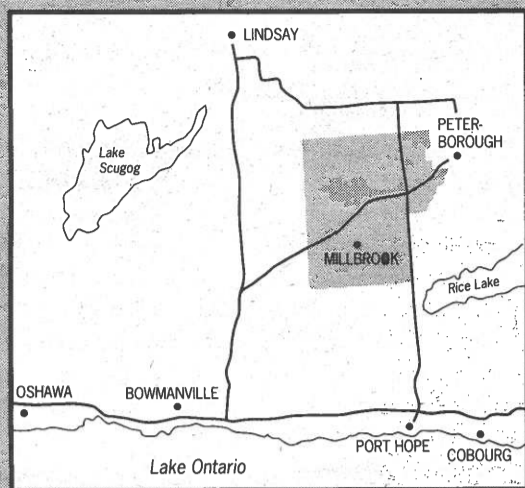 LINDSAY
Lake
Scugog
PETER-
BOROUGH
MILLBROOK
Rice Lake
OSHAWA
BOWMANVILLE
PORT HOPE
COBOURG
Lake Ontario